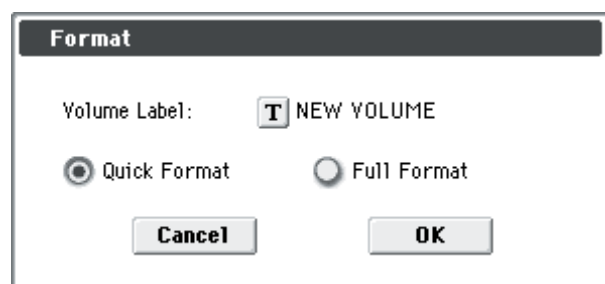 Format
Volume Label: T NEW VOLUME
Quick Format Full Format
Cancel OK